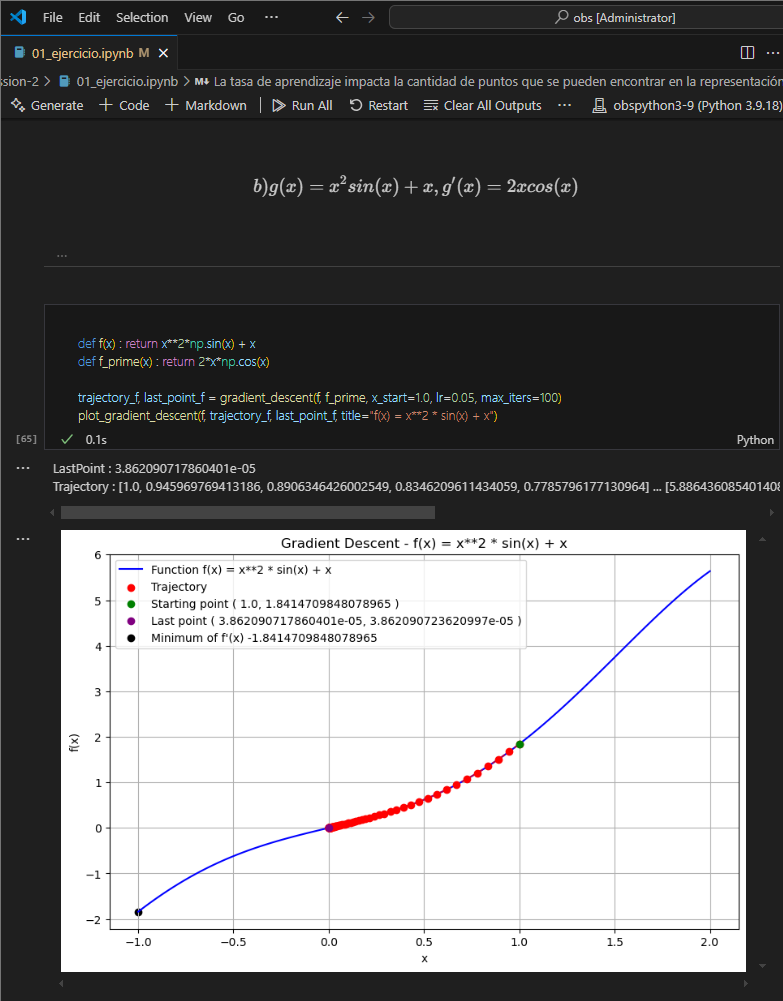 File Edit Selection View Go ··· ← → obs [Administrator]
01_ejercicio.ipynb M ×
ssion-2 > 01_ejercicio.ipynb > M↓ La tasa de aprendizaje impacta la cantidad de puntos que se pueden encontrar en la representación
Generate + Code + Markdown | Run All Restart Clear All Outputs ··· obspython3-9 (Python 3.9.18)
b)g(x) = x²sin(x) + x, g′(x) = 2xcos(x)
...
def f(x) : return x**2*np.sin(x) + x
def f_prime(x) : return 2*x*np.cos(x)
trajectory_f, last_point_f = gradient_descent(f, f_prime, x_start=1.0, lr=0.05, max_iters=100)
plot_gradient_descent(f, trajectory_f, last_point_f, title="f(x) = x**2 * sin(x) + x")
[65] ✓ 0.1s Python
... LastPoint : 3.862090717860401e-05
Trajectory : [1.0, 0.945969769413186, 0.8906346426002549, 0.8346209611434059, 0.7785796177130964] ... [5.886436085401408
...
Gradient Descent - f(x) = x**2 * sin(x) + x
Function f(x) = x**2 * sin(x) + x
Trajectory
Starting point ( 1.0, 1.8414709848078965 )
Last point ( 3.862090717860401e-05, 3.862090723620997e-05 )
Minimum of f'(x) -1.8414709848078965
6
5
4
3
2
1
0
−1
−2
f(x)
−1.0 −0.5 0.0 0.5 1.0 1.5 2.0
x